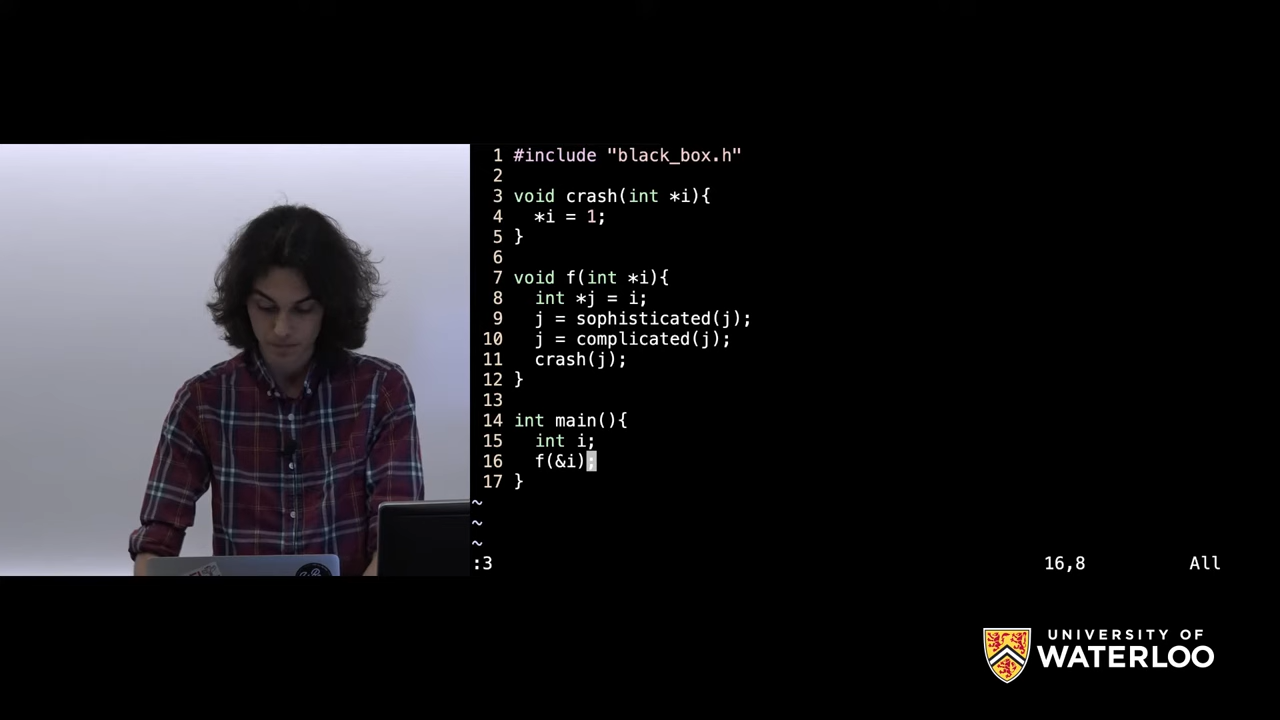 1 #include "black_box.h"
2
3 void crash(int *i){
4   *i = 1;
5 }
6
7 void f(int *i){
8   int *j = i;
9   j = sophisticated(j);
10   j = complicated(j);
11   crash(j);
12 }
13
14 int main(){
15   int i;
16   f(&i);
17 }
~
~
~
:3 16,8 All
UNIVERSITY OF
WATERLOO